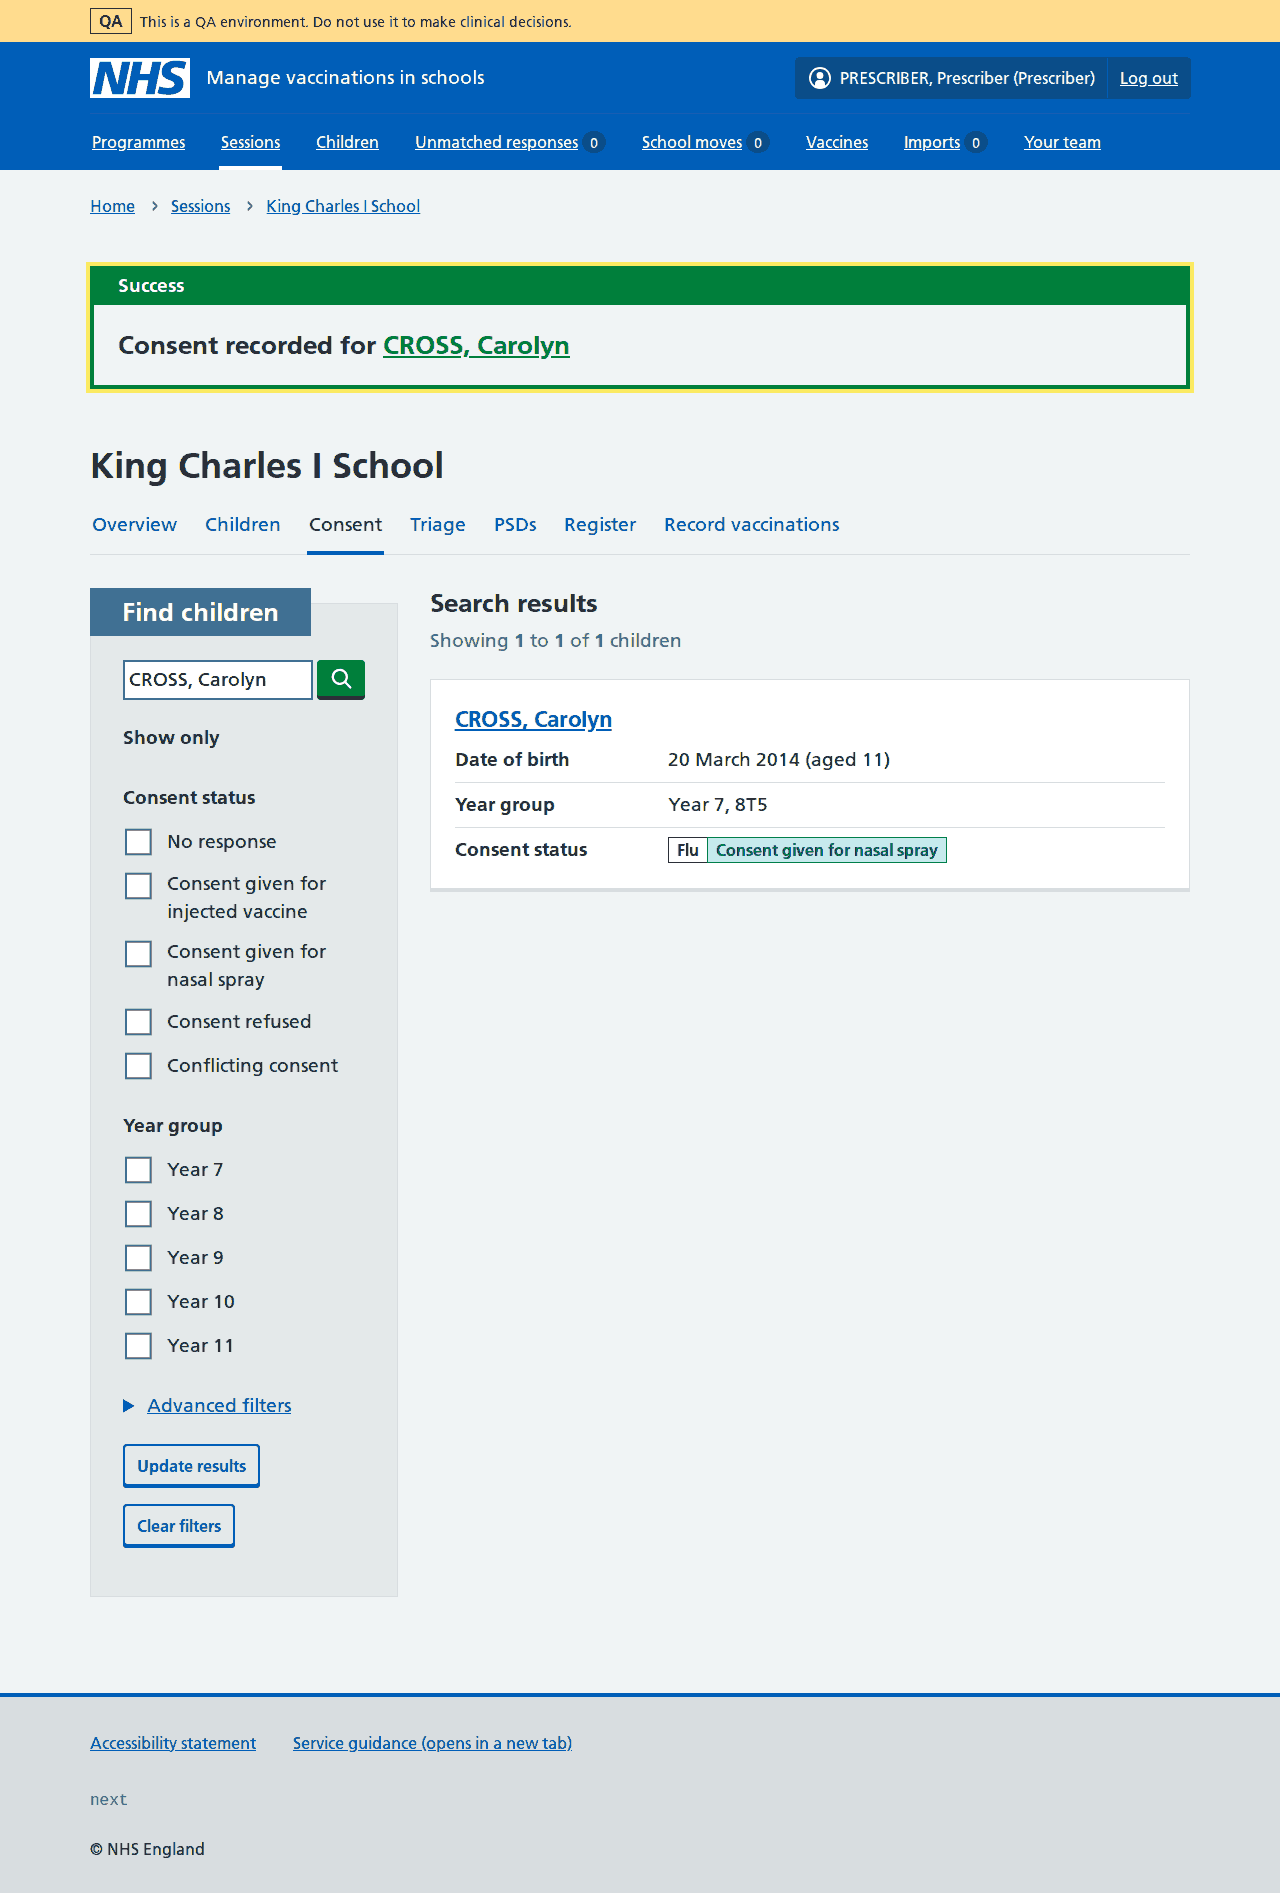 QA This is a QA environment. Do not use it to make clinical decisions.
NHS Manage vaccinations in schools PRESCRIBER, Prescriber (Prescriber) Log out
Programmes Sessions Children Unmatched responses 0 School moves 0 Vaccines Imports 0 Your team
Home Sessions King Charles I School
Success
Consent recorded for CROSS, Carolyn
King Charles I School
Overview Children Consent Triage PSDs Register Record vaccinations
Find children
CROSS, Carolyn
Show only
Consent status
No response
Consent given for
injected vaccine
Consent given for
nasal spray
Consent refused
Conflicting consent
Year group
Year 7
Year 8
Year 9
Year 10
Year 11
Advanced filters
Update results
Clear filters
Search results
Showing 1 to 1 of 1 children
CROSS, Carolyn
Date of birth 20 March 2014 (aged 11)
Year group Year 7, 8T5
Consent status Flu Consent given for nasal spray
Accessibility statement Service guidance (opens in a new tab)
next
© NHS England